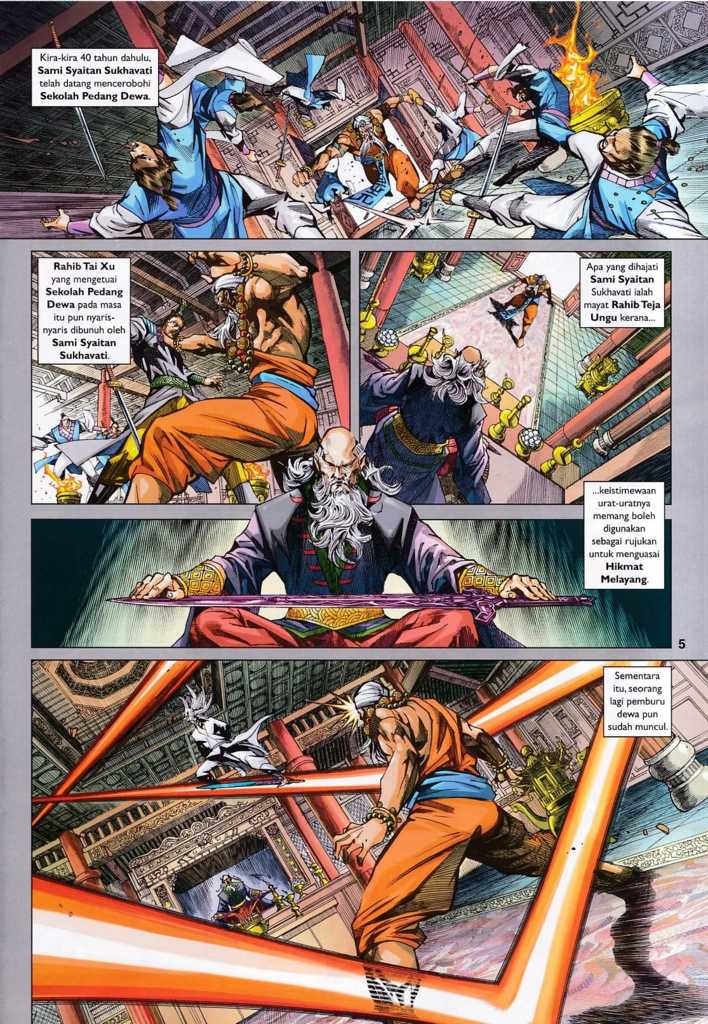 Kira-kira 40 tahun dahulu,
Sami Syaitan Sukhavati
telah datang mencerobohi
Sekolah Pedang Dewa.
Rahib Tai Xu
yang mengetuai
Sekolah Pedang
Dewa pada masa
itu pun nyaris-
nyaris dibunuh oleh
Sami Syaitan
Sukhavati.
Apa yang dihajati
Sami Syaitan
Sukhavati ialah
mayat Rahib Teja
Ungu kerana...
...keistimewaan
urat-uratnya
memang boleh
digunakan
sebagai rujukan
untuk menguasai
Hikmat
Melayang.
5
Sementara
itu, seorang
lagi pemburu
dewa pun
sudah muncul.